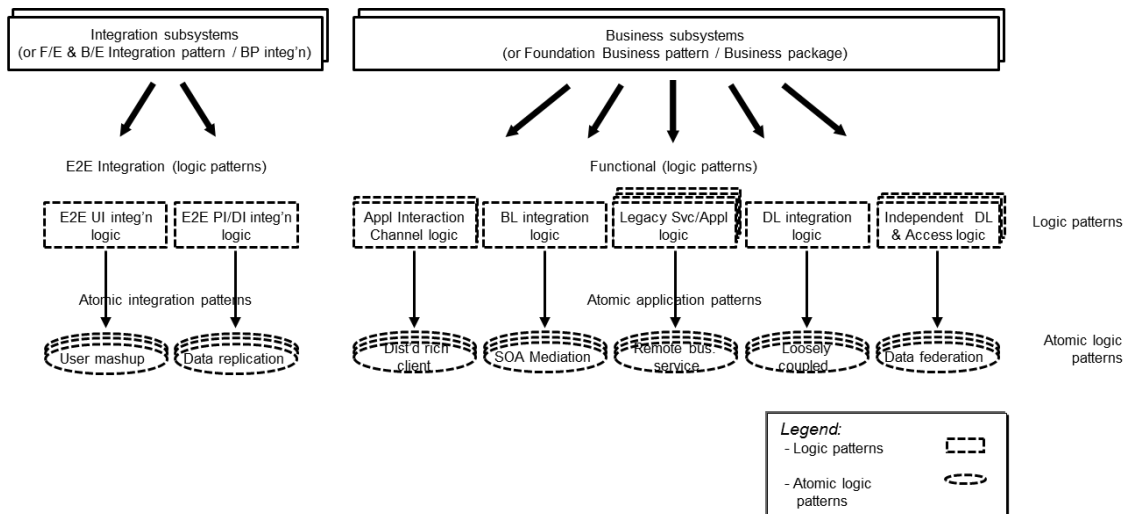 Integration subsystems
(or F/E & B/E Integration pattern / BP integ'n)
Business subsystems
(or Foundation Business pattern / Business package)
E2E Integration (logic patterns)
Functional (logic patterns)
E2E UI integ'n
logic
E2E PI/DI integ'n
logic
Appl Interaction
Channel logic
BL integration
logic
Legacy Svc/Appl
logic
DL integration
logic
Independent DL
& Access logic
Logic patterns
Atomic integration patterns
Atomic application patterns
User mashup
Data replication
Dist'd rich
client
SOA Mediation
Remote bus.
service
Loosely
coupled
Data federation
Atomic logic
patterns
Legend:
- Logic patterns
- Atomic logic
patterns